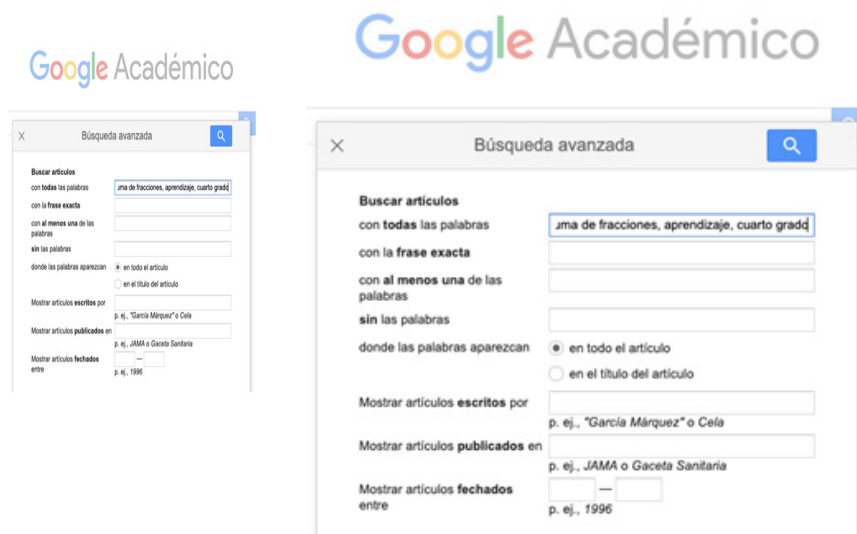 Google Académico
X Búsqueda avanzada
Buscar artículos
con todas las palabras uma de fracciones, aprendizaje, cuarto grado
con la frase exacta
con al menos una de las
palabras
sin las palabras
donde las palabras aparezcan en todo el artículo
en el título del artículo
Mostrar artículos escritos por
p. ej., "García Márquez" o Cela
Mostrar artículos publicados en
p. ej., JAMA o Gaceta Sanitaria
Mostrar artículos fechados —
entre
p. ej., 1996
Google Académico
X Búsqueda avanzada
Buscar artículos
con todas las palabras uma de fracciones, aprendizaje, cuarto grado
con la frase exacta
con al menos una de las
palabras
sin las palabras
donde las palabras aparezcan en todo el artículo
en el título del artículo
Mostrar artículos escritos por
p. ej., "García Márquez" o Cela
Mostrar artículos publicados en
p. ej., JAMA o Gaceta Sanitaria
Mostrar artículos fechados —
entre
p. ej., 1996